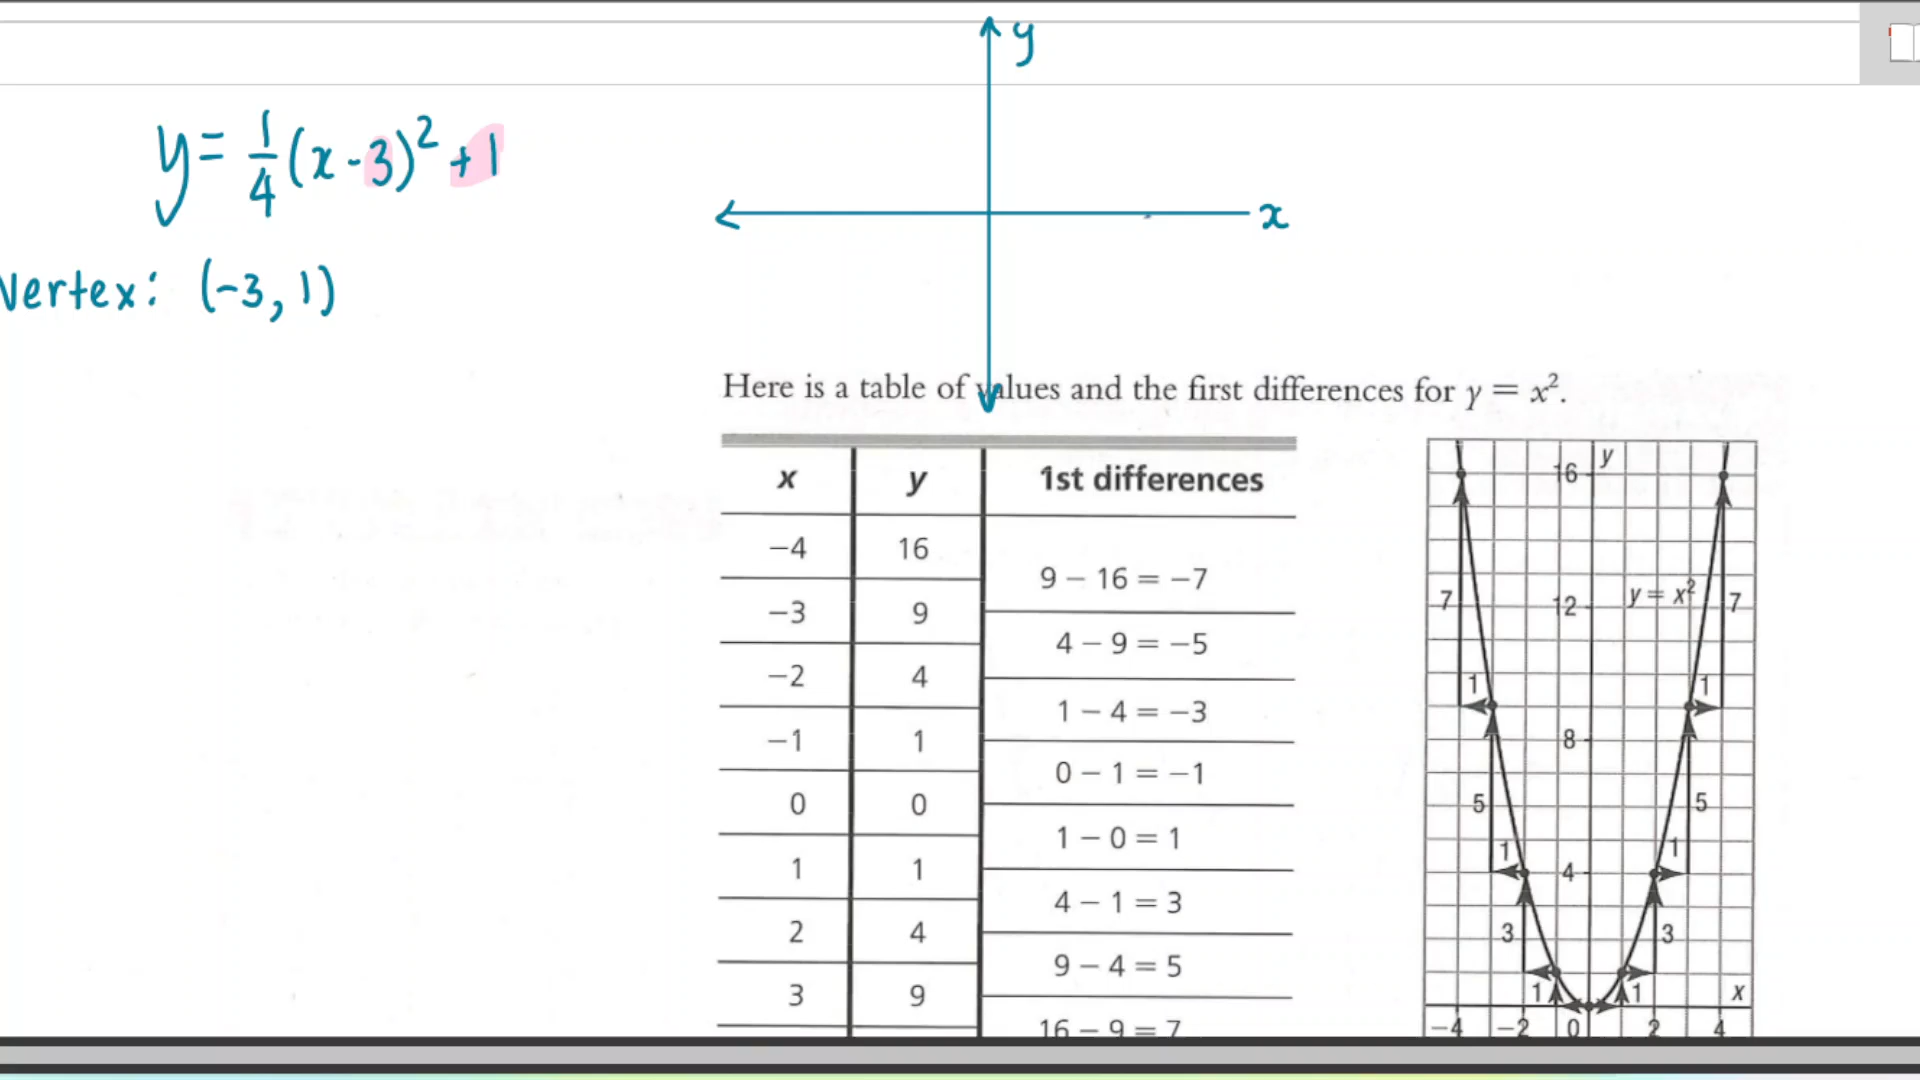 y
y = 1/4 (x - 3)² + 1
x
Vertex: (-3, 1)
Here is a table of values and the first differences for y = x².
x y 1st differences
−4 16
9 − 16 = −7
−3 9
4 − 9 = −5
−2 4
1 − 4 = −3
−1 1
0 − 1 = −1
0 0
1 − 0 = 1
1 1
4 − 1 = 3
2 4
9 − 4 = 5
3 9
16 − 9 = 7
16 y
7 12 y = x² 7
1 1
8
5 5
1 1
4
3 3
1 1 x
−4 −2 0 2 4